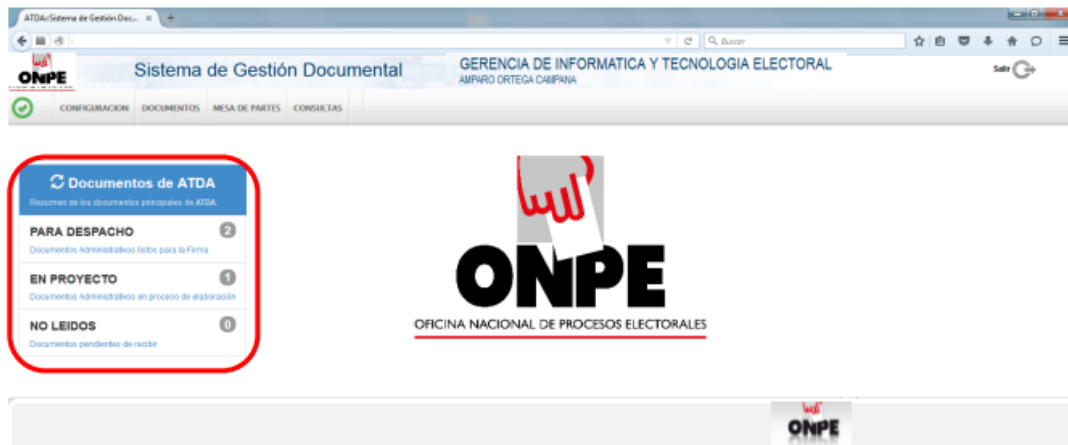 ATDA:Sistema de Gestión Doc...
Buscar
ONPE
Sistema de Gestión Documental
GERENCIA DE INFORMATICA Y TECNOLOGIA ELECTORAL
AMPARO ORTEGA CAMPANA
Salir
CONFIGURACION DOCUMENTOS MESA DE PARTES CONSULTAS
Documentos de ATDA
Resumen de los documentos principales de ATDA.
PARA DESPACHO 2
Documentos Administrativos listos para la Firma
EN PROYECTO 1
Documentos Administrativos en proceso de elaboración
NO LEIDOS 0
Documentos pendientes de recibir
ONPE
OFICINA NACIONAL DE PROCESOS ELECTORALES
ONPE